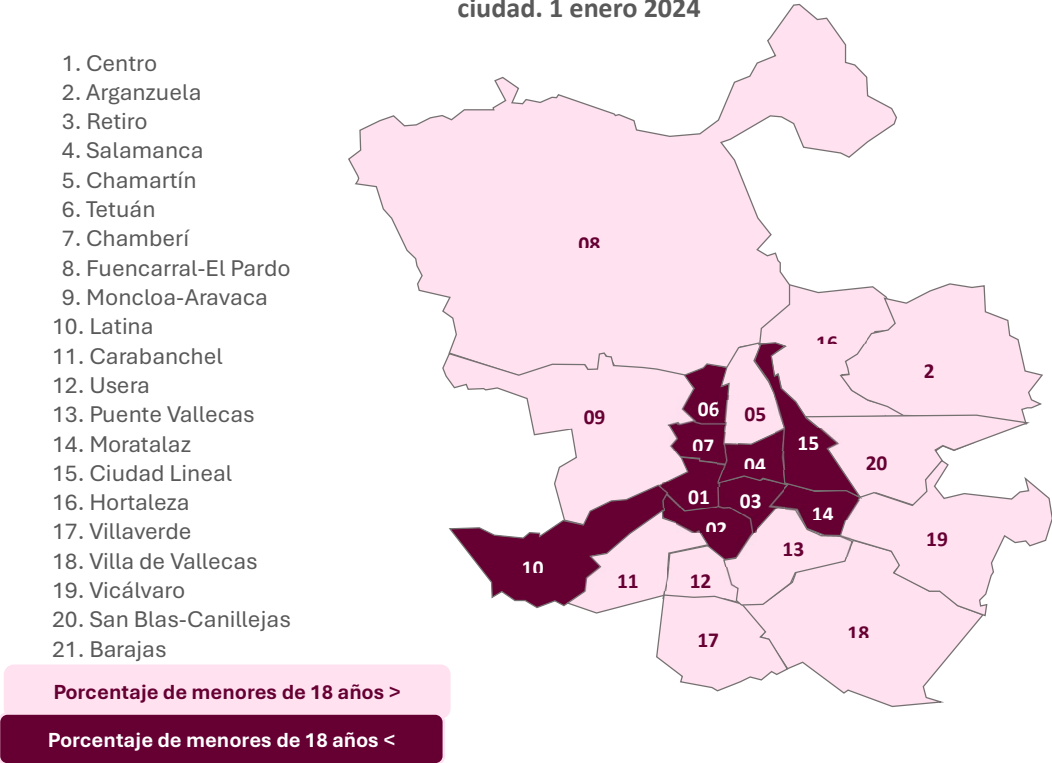 ciudad. 1 enero 2024
1. Centro
2. Arganzuela
3. Retiro
4. Salamanca
5. Chamartín
6. Tetuán
7. Chamberí
8. Fuencarral-El Pardo
9. Moncloa-Aravaca
10. Latina
11. Carabanchel
12. Usera
13. Puente Vallecas
14. Moratalaz
15. Ciudad Lineal
16. Hortaleza
17. Villaverde
18. Villa de Vallecas
19. Vicálvaro
20. San Blas-Canillejas
21. Barajas
Porcentaje de menores de 18 años >
Porcentaje de menores de 18 años <
08
16
2
09
06
05
07
15
04
20
01
03
14
02
19
13
10
11
12
17
18